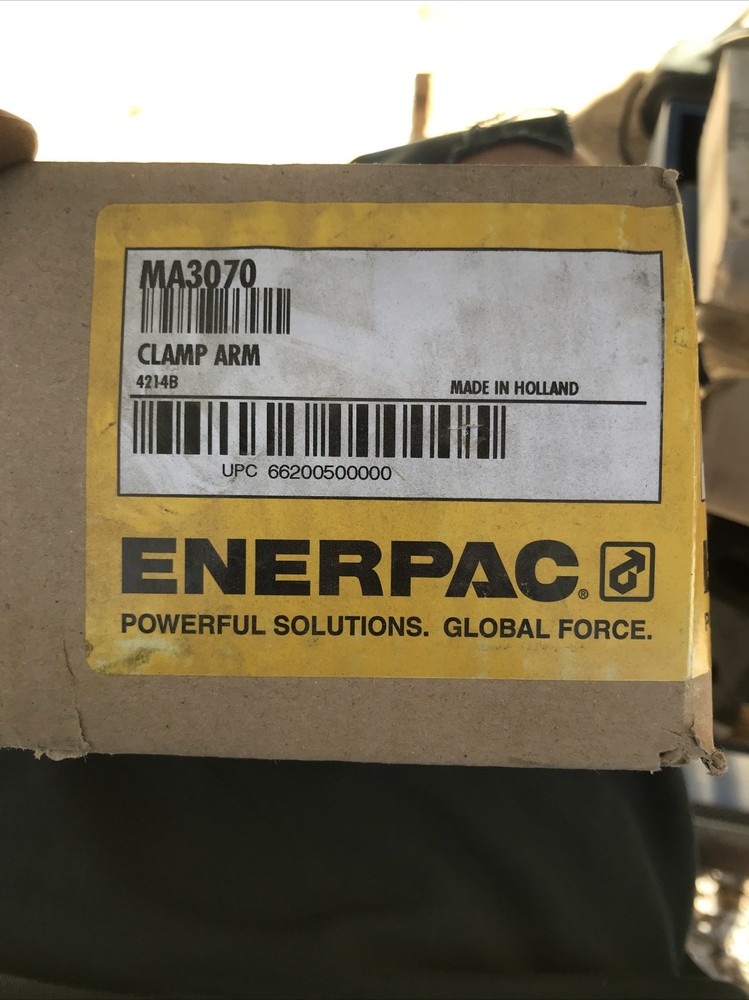 MA3070
CLAMP ARM
4214B
MADE IN HOLLAND
UPC 66200500000
ENERPAC®
POWERFUL SOLUTIONS. GLOBAL FORCE.